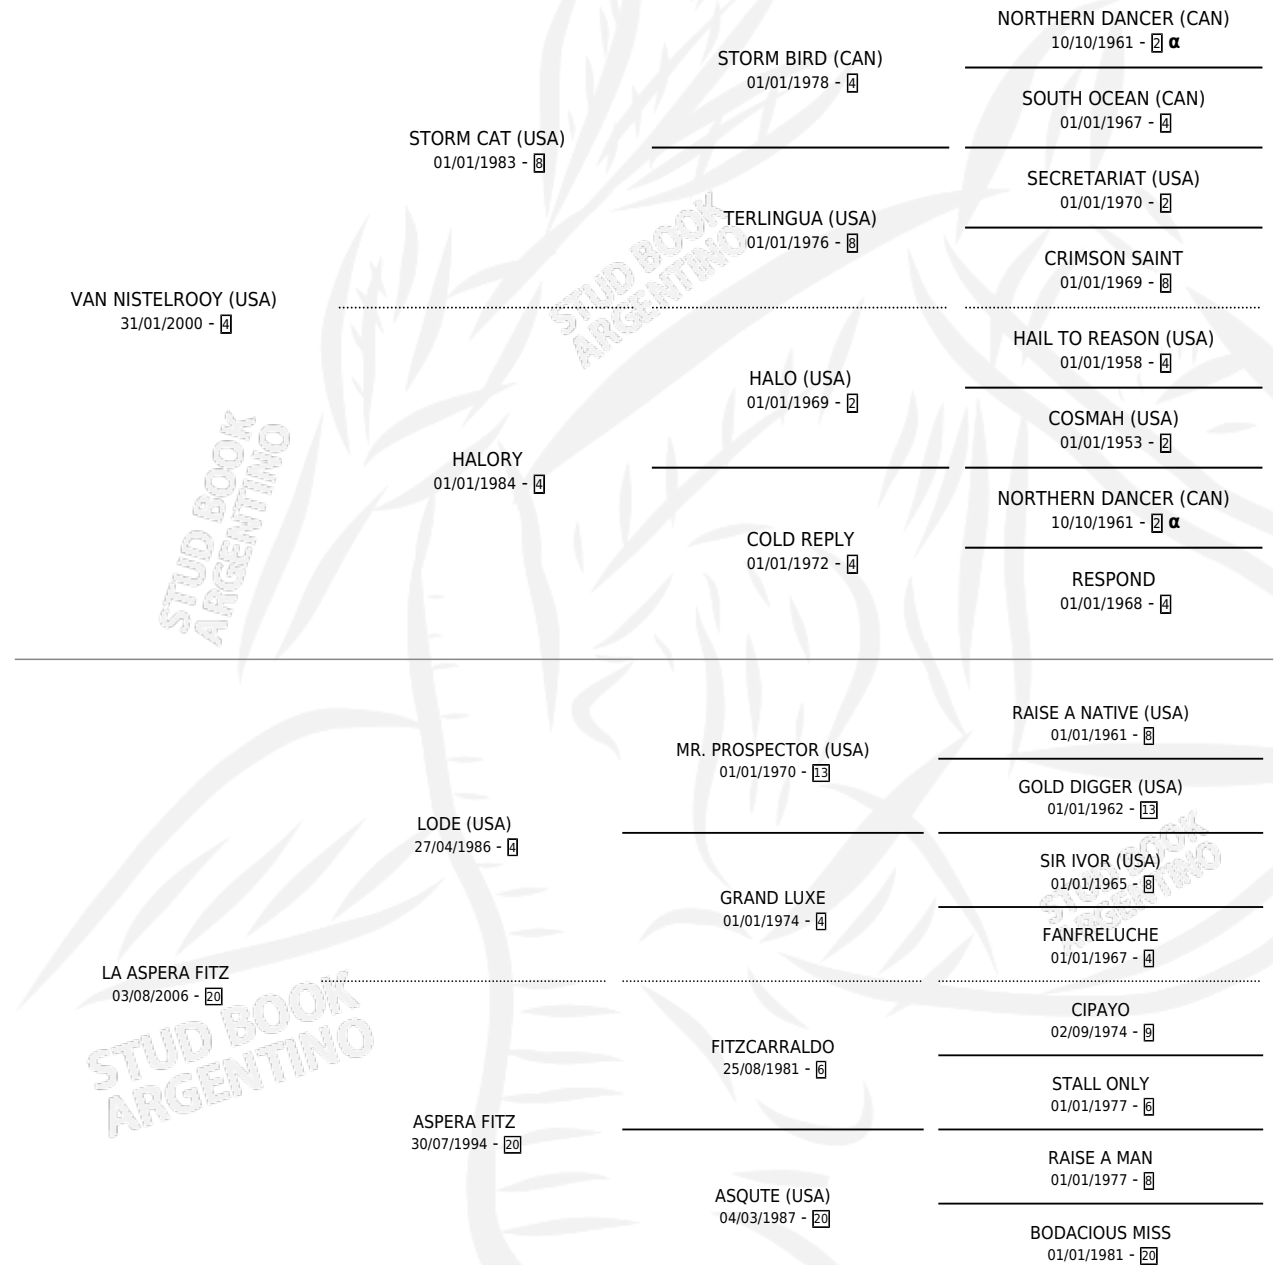 NORTHERN DANCER (CAN)
10/10/1961 - 2 α
STORM BIRD (CAN)
01/01/1978 - 4
SOUTH OCEAN (CAN)
01/01/1967 - 4
STORM CAT (USA)
01/01/1983 - 8
SECRETARIAT (USA)
01/01/1970 - 2
TERLINGUA (USA)
01/01/1976 - 8
CRIMSON SAINT
01/01/1969 - 8
VAN NISTELROOY (USA)
31/01/2000 - 4
HAIL TO REASON (USA)
01/01/1958 - 4
HALO (USA)
01/01/1969 - 2
COSMAH (USA)
01/01/1953 - 2
HALORY
01/01/1984 - 4
NORTHERN DANCER (CAN)
10/10/1961 - 2 α
COLD REPLY
01/01/1972 - 4
RESPOND
01/01/1968 - 4
RAISE A NATIVE (USA)
01/01/1961 - 8
MR. PROSPECTOR (USA)
01/01/1970 - 13
GOLD DIGGER (USA)
01/01/1962 - 13
LODE (USA)
27/04/1986 - 4
SIR IVOR (USA)
01/01/1965 - 8
GRAND LUXE
01/01/1974 - 4
FANFRELUCHE
01/01/1967 - 4
LA ASPERA FITZ
03/08/2006 - 20
CIPAYO
02/09/1974 - 9
FITZCARRALDO
25/08/1981 - 6
STALL ONLY
01/01/1977 - 6
ASPERA FITZ
30/07/1994 - 20
RAISE A MAN
01/01/1977 - 8
ASQUTE (USA)
04/03/1987 - 20
BODACIOUS MISS
01/01/1981 - 20
STUD BOOK
ARGENTINO
STUD BOOK
ARGENTINO
STUD BOOK
ARGENTINO
STUD BOOK
ARGENTINO